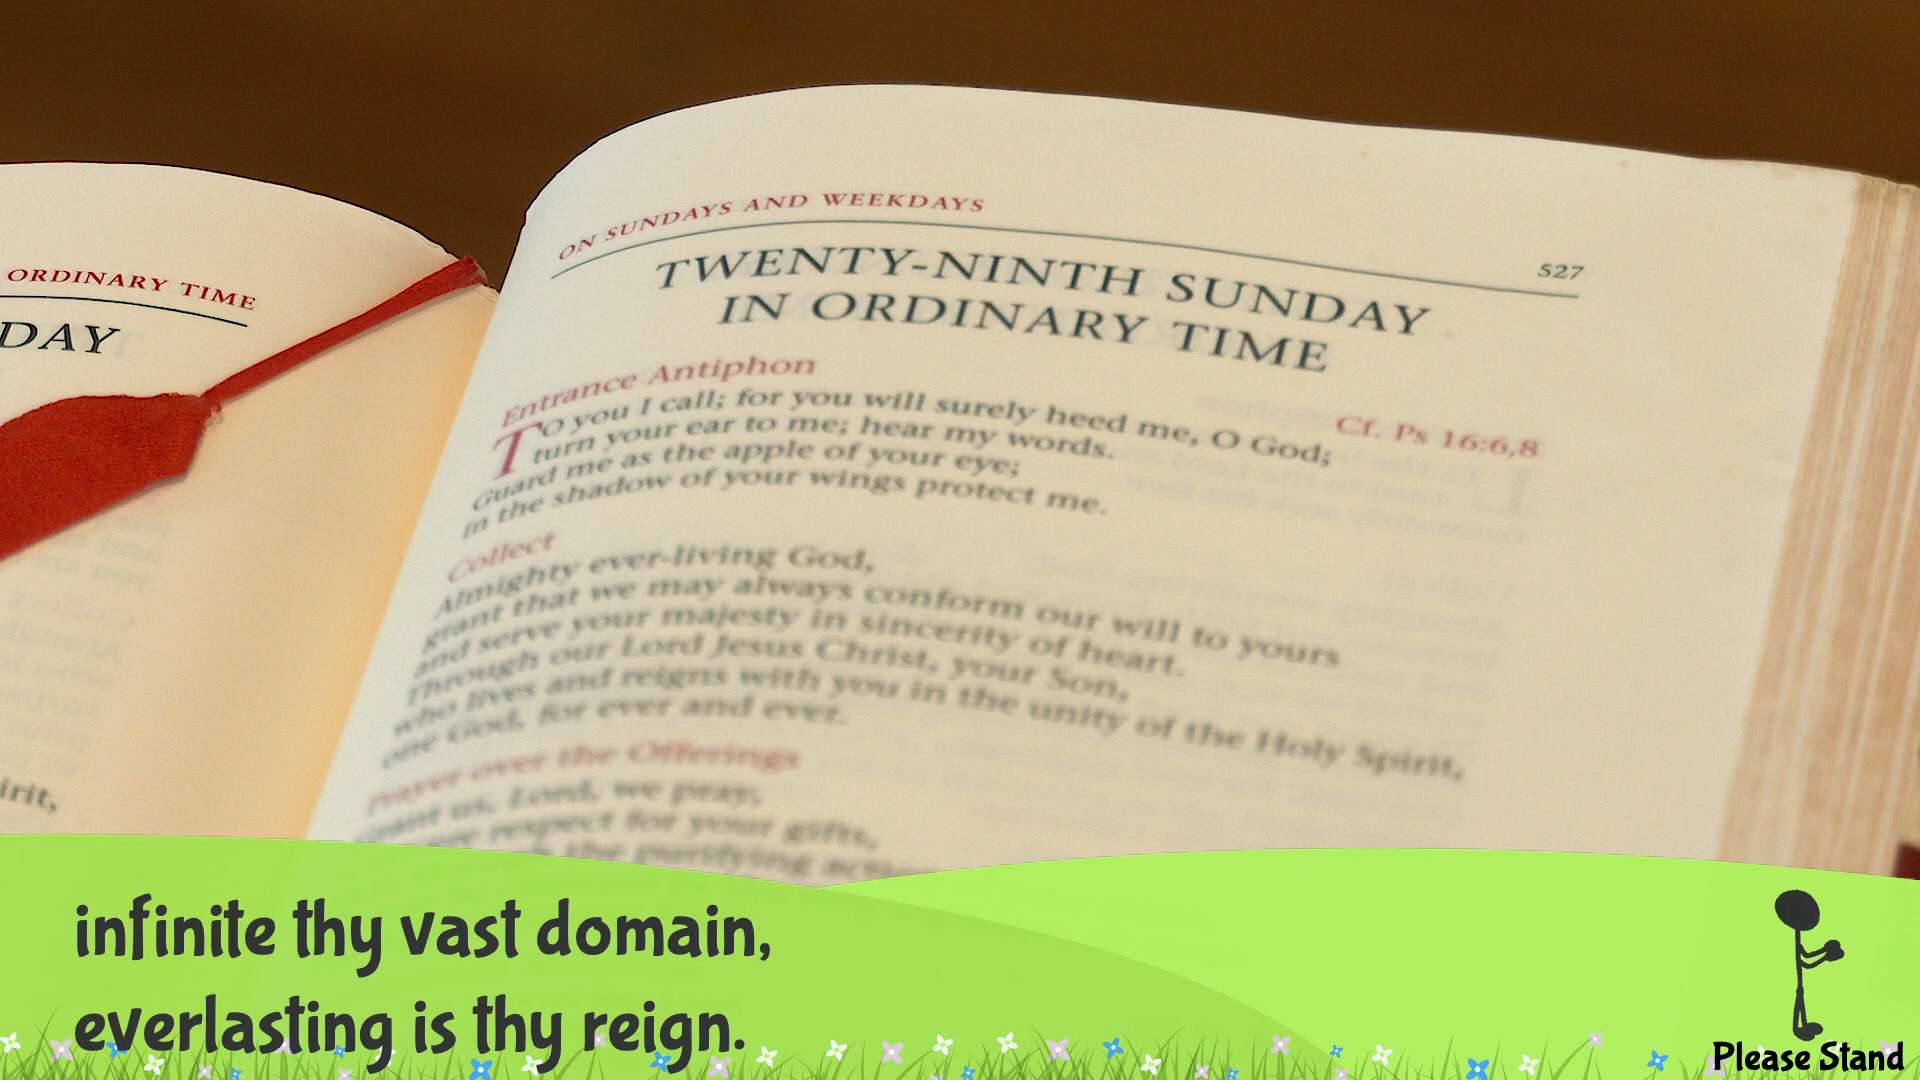 ORDINARY TIME
DAY
irit,
ON SUNDAYS AND WEEKDAYS
527
TWENTY-NINTH SUNDAY
IN ORDINARY TIME
Entrance Antiphon
Cf. Ps 16:6,8
TO you I call; for you will surely heed me, O God;
turn your ear to me; hear my words.
Guard me as the apple of your eye;
in the shadow of your wings protect me.
Collect
Almighty ever-living God,
grant that we may always conform our will to yours
and serve your majesty in sincerity of heart.
Through our Lord Jesus Christ, your Son,
who lives and reigns with you in the unity of the Holy Spirit,
one God, for ever and ever.
Prayer over the Offerings
Grant us, Lord, we pray,
respect for your gifts,
the purifying
infinite thy vast domain,
everlasting is thy reign.
Please Stand